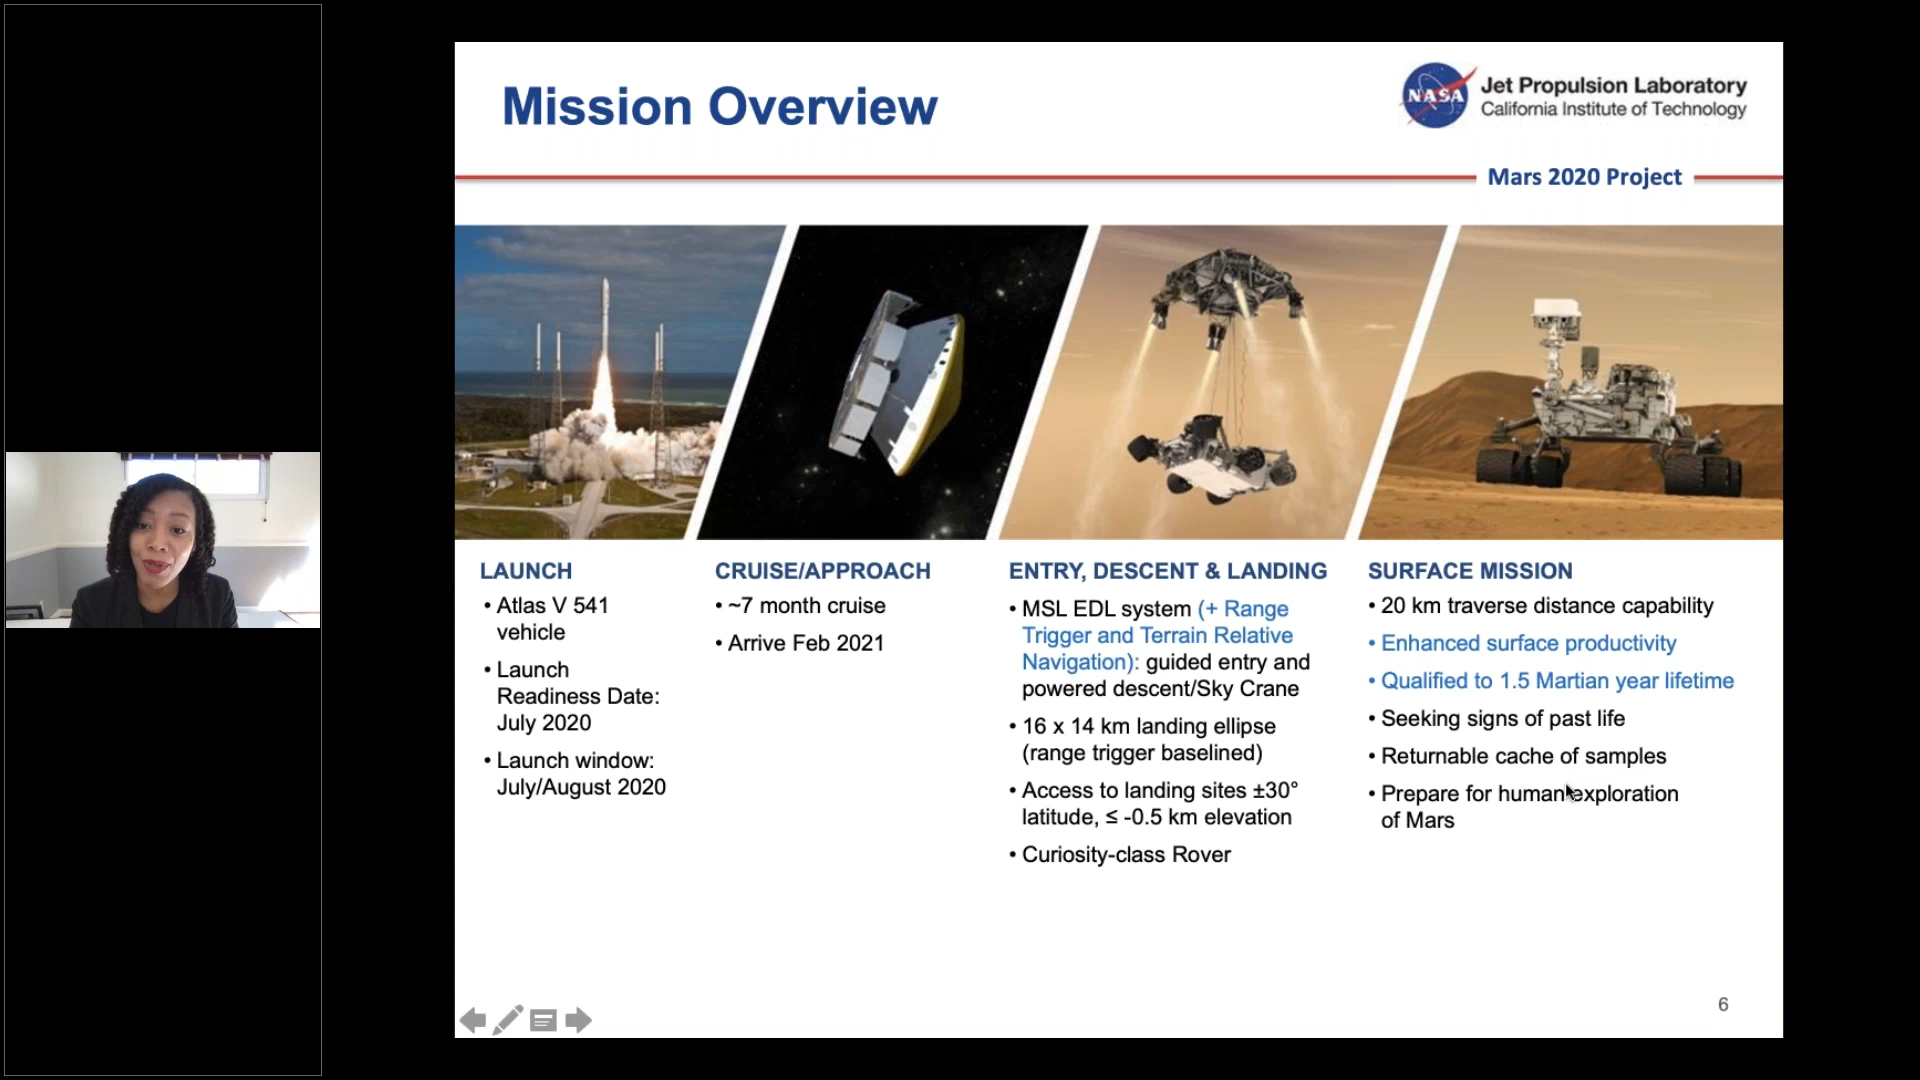 Mission Overview
NASA
Jet Propulsion Laboratory
California Institute of Technology
Mars 2020 Project
LAUNCH
• Atlas V 541
vehicle
• Launch
Readiness Date:
July 2020
• Launch window:
July/August 2020
CRUISE/APPROACH
• ~7 month cruise
• Arrive Feb 2021
ENTRY, DESCENT & LANDING
• MSL EDL system (+ Range
Trigger and Terrain Relative
Navigation): guided entry and
powered descent/Sky Crane
• 16 x 14 km landing ellipse
(range trigger baselined)
• Access to landing sites ±30°
latitude, ≤ -0.5 km elevation
• Curiosity-class Rover
SURFACE MISSION
• 20 km traverse distance capability
• Enhanced surface productivity
• Qualified to 1.5 Martian year lifetime
• Seeking signs of past life
• Returnable cache of samples
• Prepare for human exploration
of Mars
6